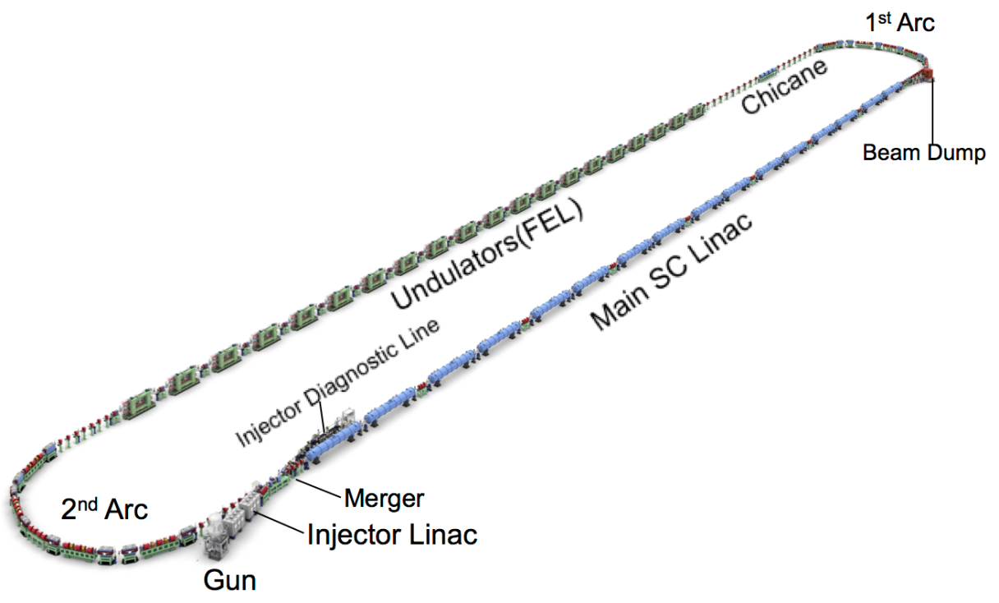 1st Arc
Chicane
Beam Dump
Undulators(FEL)
Main SC Linac
Injector Diagnostic Line
2nd Arc
Merger
Injector Linac
Gun